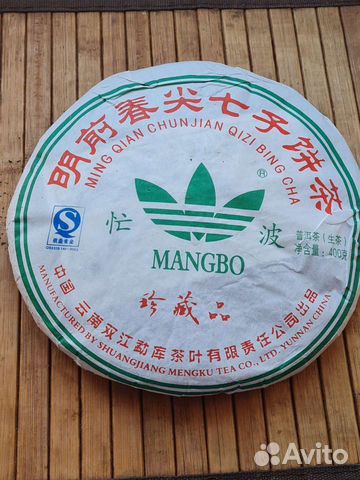 明前春尖七子饼茶
MING QIAN CHUNJIAN QIZI BING CHA
®
忙 波
MANGBO
普洱茶（生茶）
净含量：400克
珍藏品
中国 云南双江勐库茶叶有限责任公司出品
MANUFACTURED BY SHUANGJIANG MENGKU TEA CO., LTD. YUNNAN CHINA
Avito